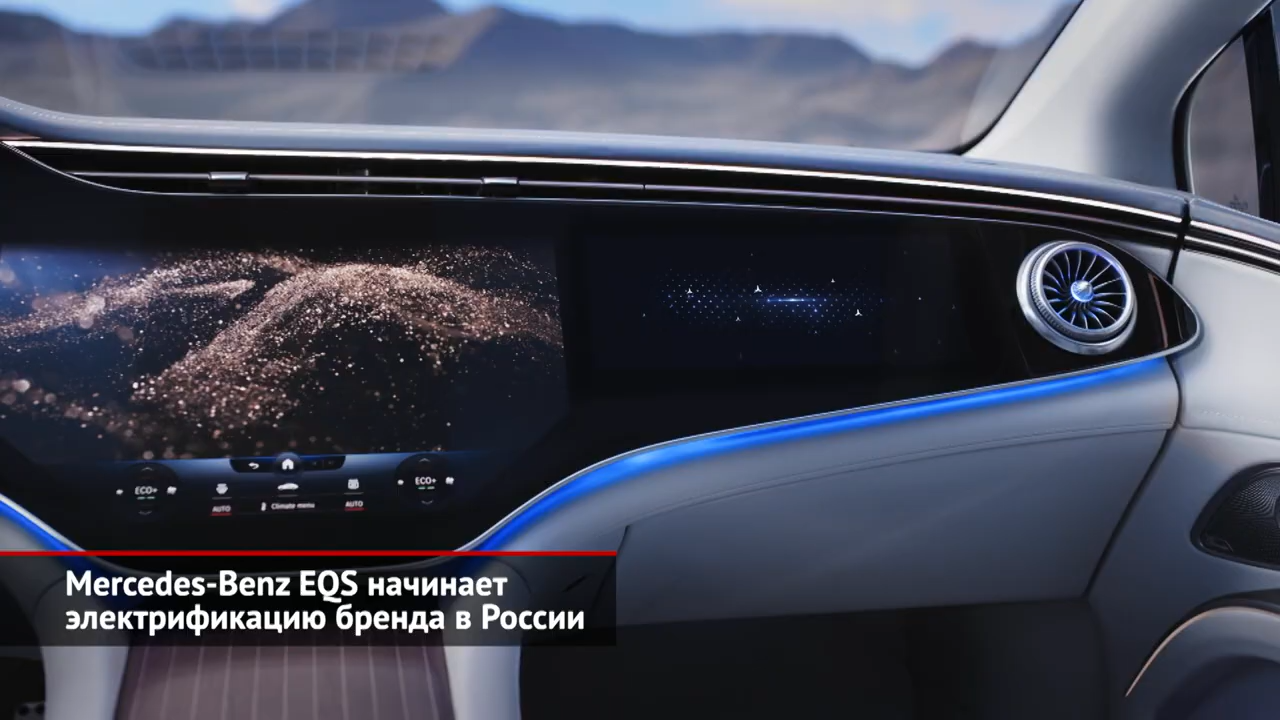 ECO+
ECO+
AUTO
Climate menu
AUTO
Mercedes-Benz EQS начинает
электрификацию бренда в России